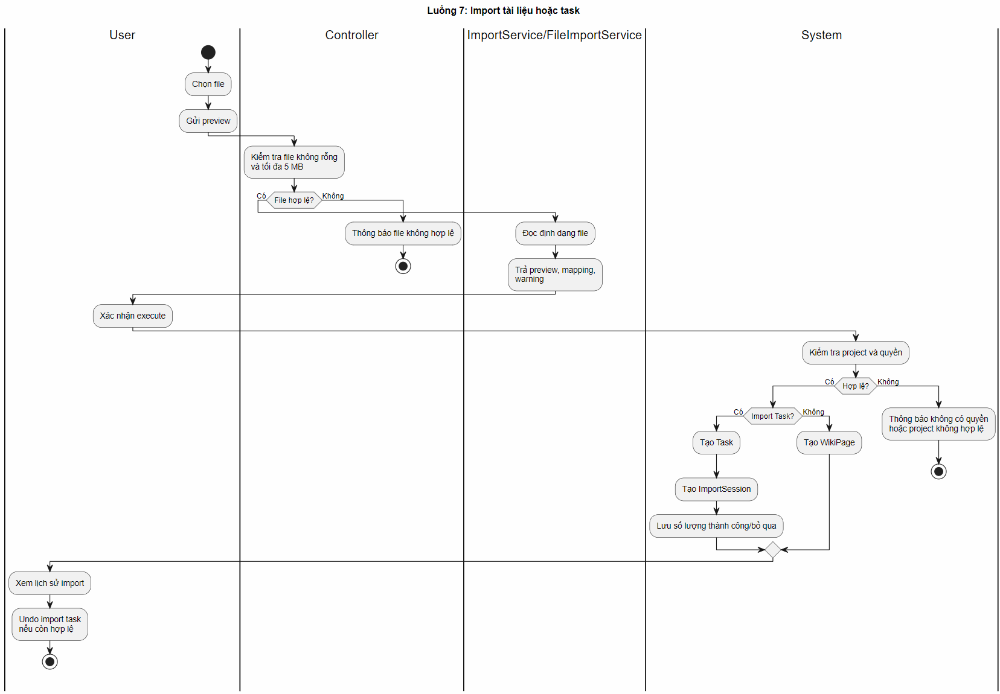 Luồng 7: Import tài liệu hoặc task
User
Controller
ImportService/FileImportService
System
Chọn file
Gửi preview
Kiểm tra file không rỗng
và tối đa 5 MB
Có
File hợp lệ?
Không
Thông báo file không hợp lệ
Đọc định dạng file
Trả preview, mapping,
warning
Xác nhận execute
Kiểm tra project và quyền
Có
Hợp lệ?
Không
Có
Import Task?
Không
Thông báo không có quyền
hoặc project không hợp lệ
Tạo Task
Tạo WikiPage
Tạo ImportSession
Lưu số lượng thành công/bỏ qua
Xem lịch sử import
Undo import task
nếu còn hợp lệ